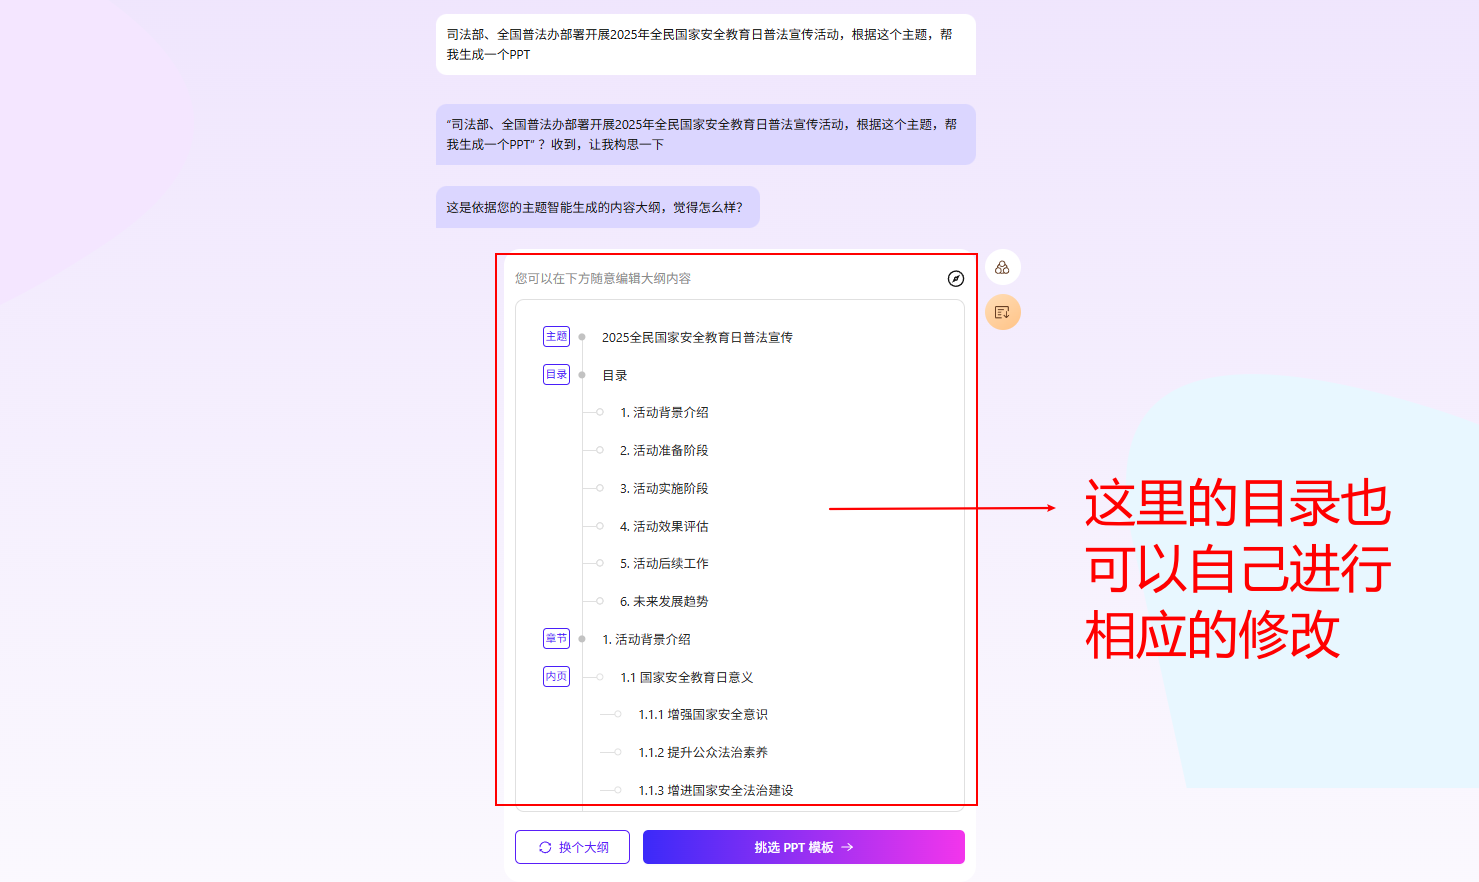 司法部、全国普法办部署开展2025年全民国家安全教育日普法宣传活动，根据这个主题，帮
我生成一个PPT
“司法部、全国普法办部署开展2025年全民国家安全教育日普法宣传活动，根据这个主题，帮
我生成一个PPT” ？收到，让我构思一下
这是依据您的主题智能生成的内容大纲，觉得怎么样？
您可以在下方随意编辑大纲内容
主题 2025全民国家安全教育日普法宣传
目录 目录
1. 活动背景介绍
2. 活动准备阶段
3. 活动实施阶段
4. 活动效果评估
5. 活动后续工作
6. 未来发展趋势
章节 1. 活动背景介绍
内页 1.1 国家安全教育日意义
1.1.1 增强国家安全意识
1.1.2 提升公众法治素养
1.1.3 增进国家安全法治建设
换个大纲
挑选 PPT 模板
这里的目录也
可以自己进行
相应的修改